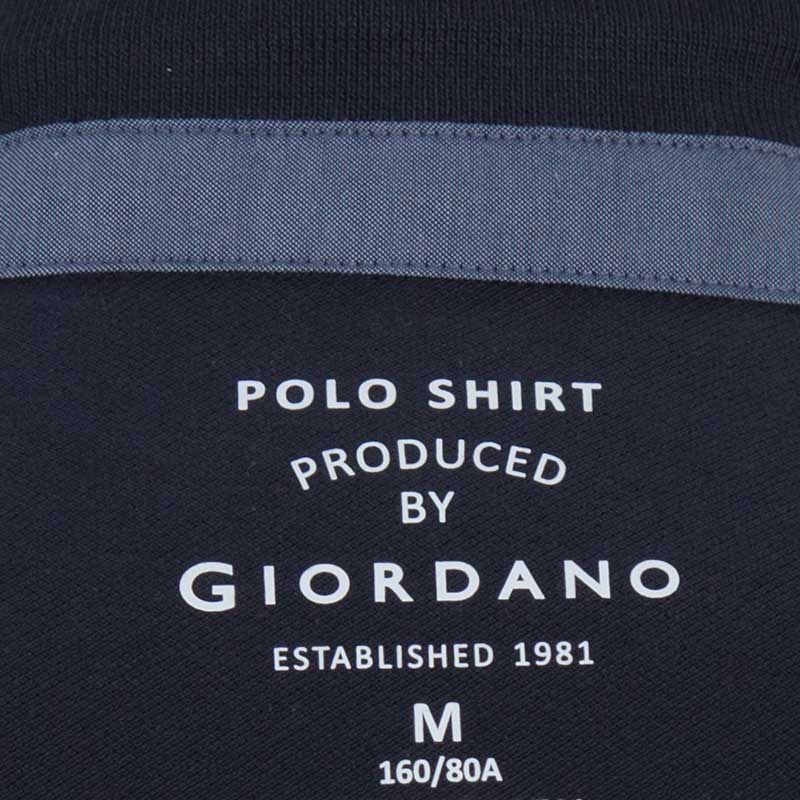 POLO SHIRT
PRODUCED
BY
GIORDANO
ESTABLISHED 1981
M
160/80A